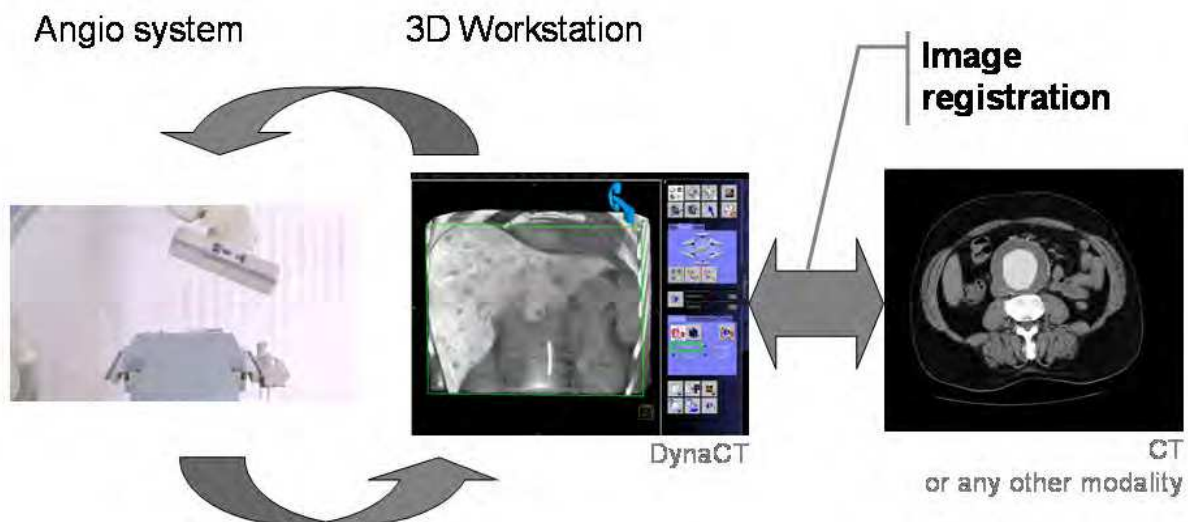 Angio system
3D Workstation
Image
registration
DynaCT
CT
or any other modality